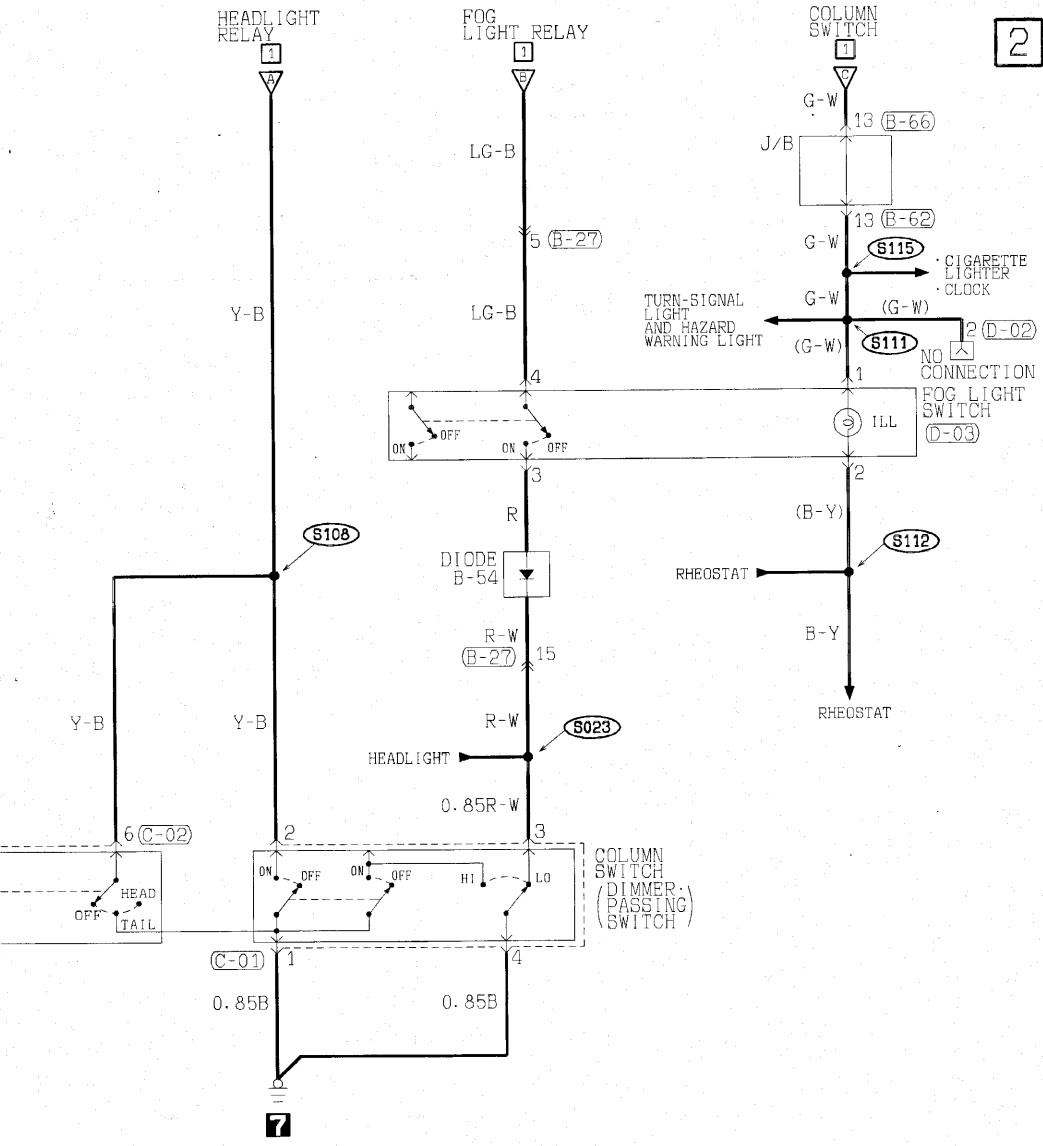 HEADLIGHT
RELAY
1
A
FOG
LIGHT RELAY
1
B
COLUMN
SWITCH
1
C
2
G-W
13 (B-66)
J/B
LG-B
13 (B-62)
5 (B-27)
G-W
S115
· CIGARETTE
LIGHTER
· CLOCK
G-W
(G-W)
TURN-SIGNAL
LIGHT
AND HAZARD
WARNING LIGHT
Y-B
LG-B
(G-W)
S111
2 (D-02)
NO
CONNECTION
4
1
FOG LIGHT
SWITCH
(D-03)
ON
OFF
ON
OFF
ILL
3
2
R
(B-Y)
S108
S112
DIODE
B-54
RHEOSTAT
R-W
(B-27)
15
B-Y
Y-B
Y-B
R-W
S023
RHEOSTAT
HEADLIGHT
0.85R-W
6 (C-02)
2
3
COLUMN
SWITCH
(DIMMER·
PASSING
SWITCH)
OFF
HEAD
TAIL
ON
OFF
ON
OFF
HI
LO
(C-01)
1
4
0.85B
0.85B
7